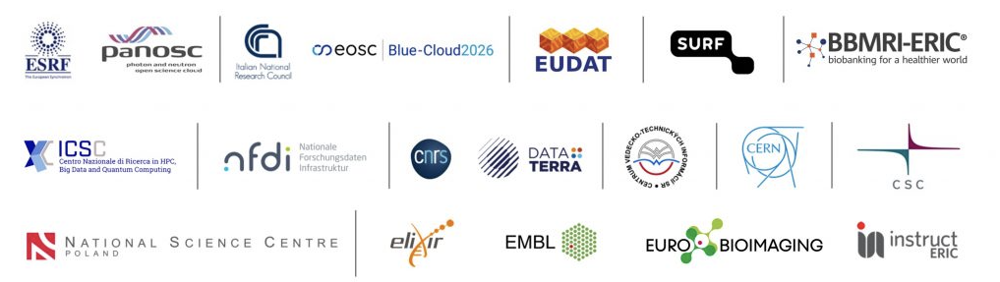 ESRF
The European Synchrotron
panosc
photon and neutron
open science cloud
Italian National
Research Council
eosc
Blue-Cloud2026
EUDAT
SURF
BBMRI-ERIC®
biobanking for a healthier world
ICSC
Centro Nazionale di Ricerca in HPC,
Big Data and Quantum Computing
nfdi
Nationale
Forschungsdaten
Infrastruktur
cnrs
DATA
TERRA
CENTRUM VEDECKO-TECHNICKÝCH INFORMÁCIÍ SR
CERN
CSC
NATIONAL SCIENCE CENTRE
POLAND
elixir
EMBL
EURO BIOIMAGING
instruct
ERIC